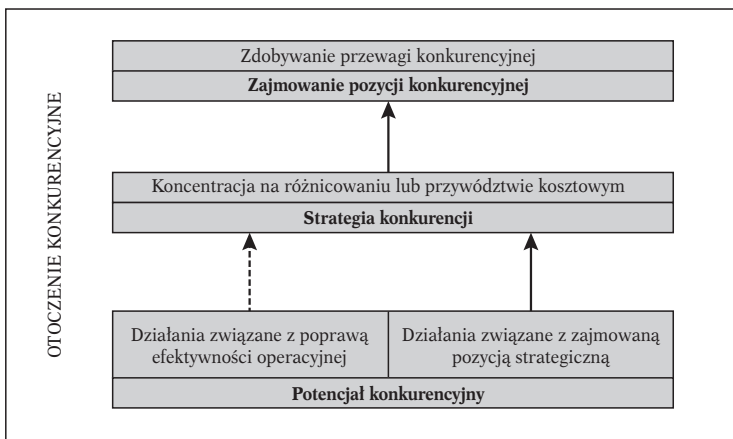 Zdobywanie przewagi konkurencyjnej
Zajmowanie pozycji konkurencyjnej
OTOCZENIE KONKURENCYJNE
Koncentracja na różnicowaniu lub przywództwie kosztowym
Strategia konkurencji
Działania związane z poprawą
efektywności operacyjnej
Działania związane z zajmowaną
pozycją strategiczną
Potencjał konkurencyjny